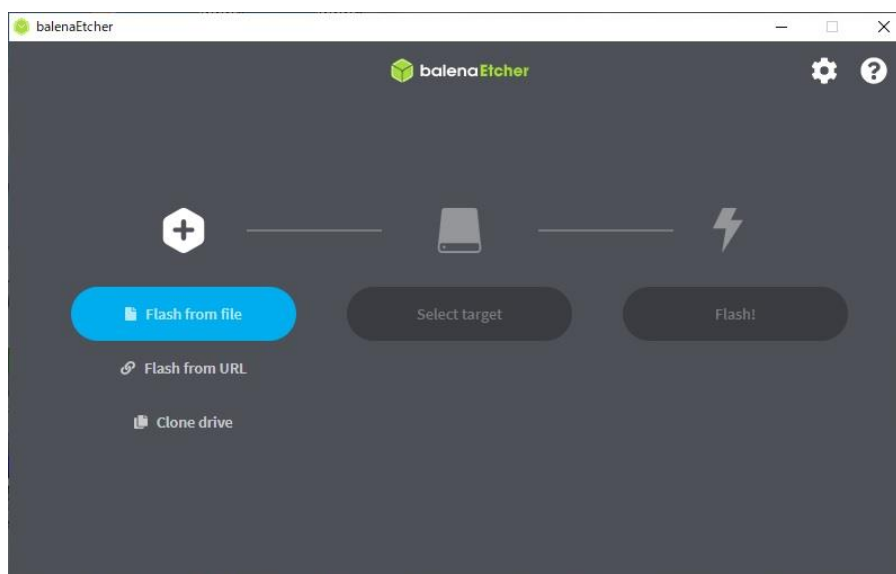 balenaEtcher
balenaEtcher
Flash from file
Select target
Flash!
Flash from URL
Clone drive